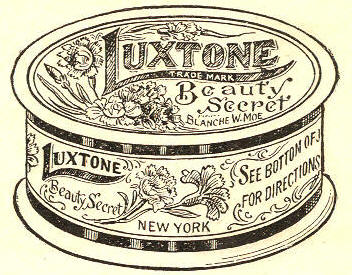 LUXTONE
TRADE MARK
Beauty
Secret
BLANCHE W. MOE
LUXTONE
Beauty Secret
NEW YORK
SEE BOTTOM OF
FOR DIRECTIONS